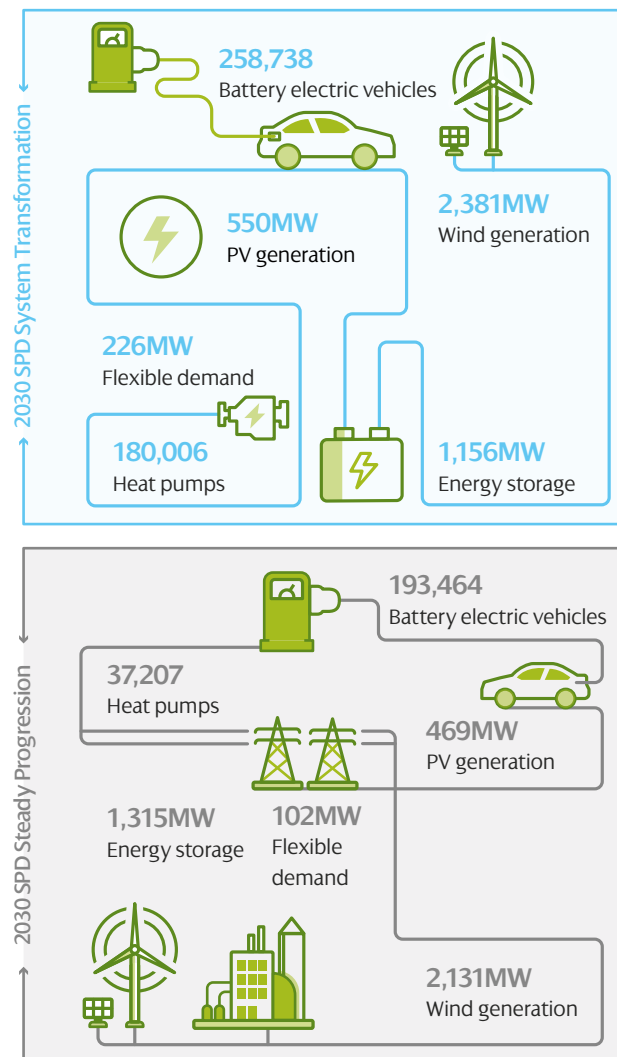 2030 SPD System Transformation
258,738
Battery electric vehicles
2,381MW
Wind generation
550MW
PV generation
226MW
Flexible demand
180,006
Heat pumps
1,156MW
Energy storage
2030 SPD Steady Progression
193,464
Battery electric vehicles
37,207
Heat pumps
469MW
PV generation
1,315MW
Energy storage
102MW
Flexible
demand
2,131MW
Wind generation